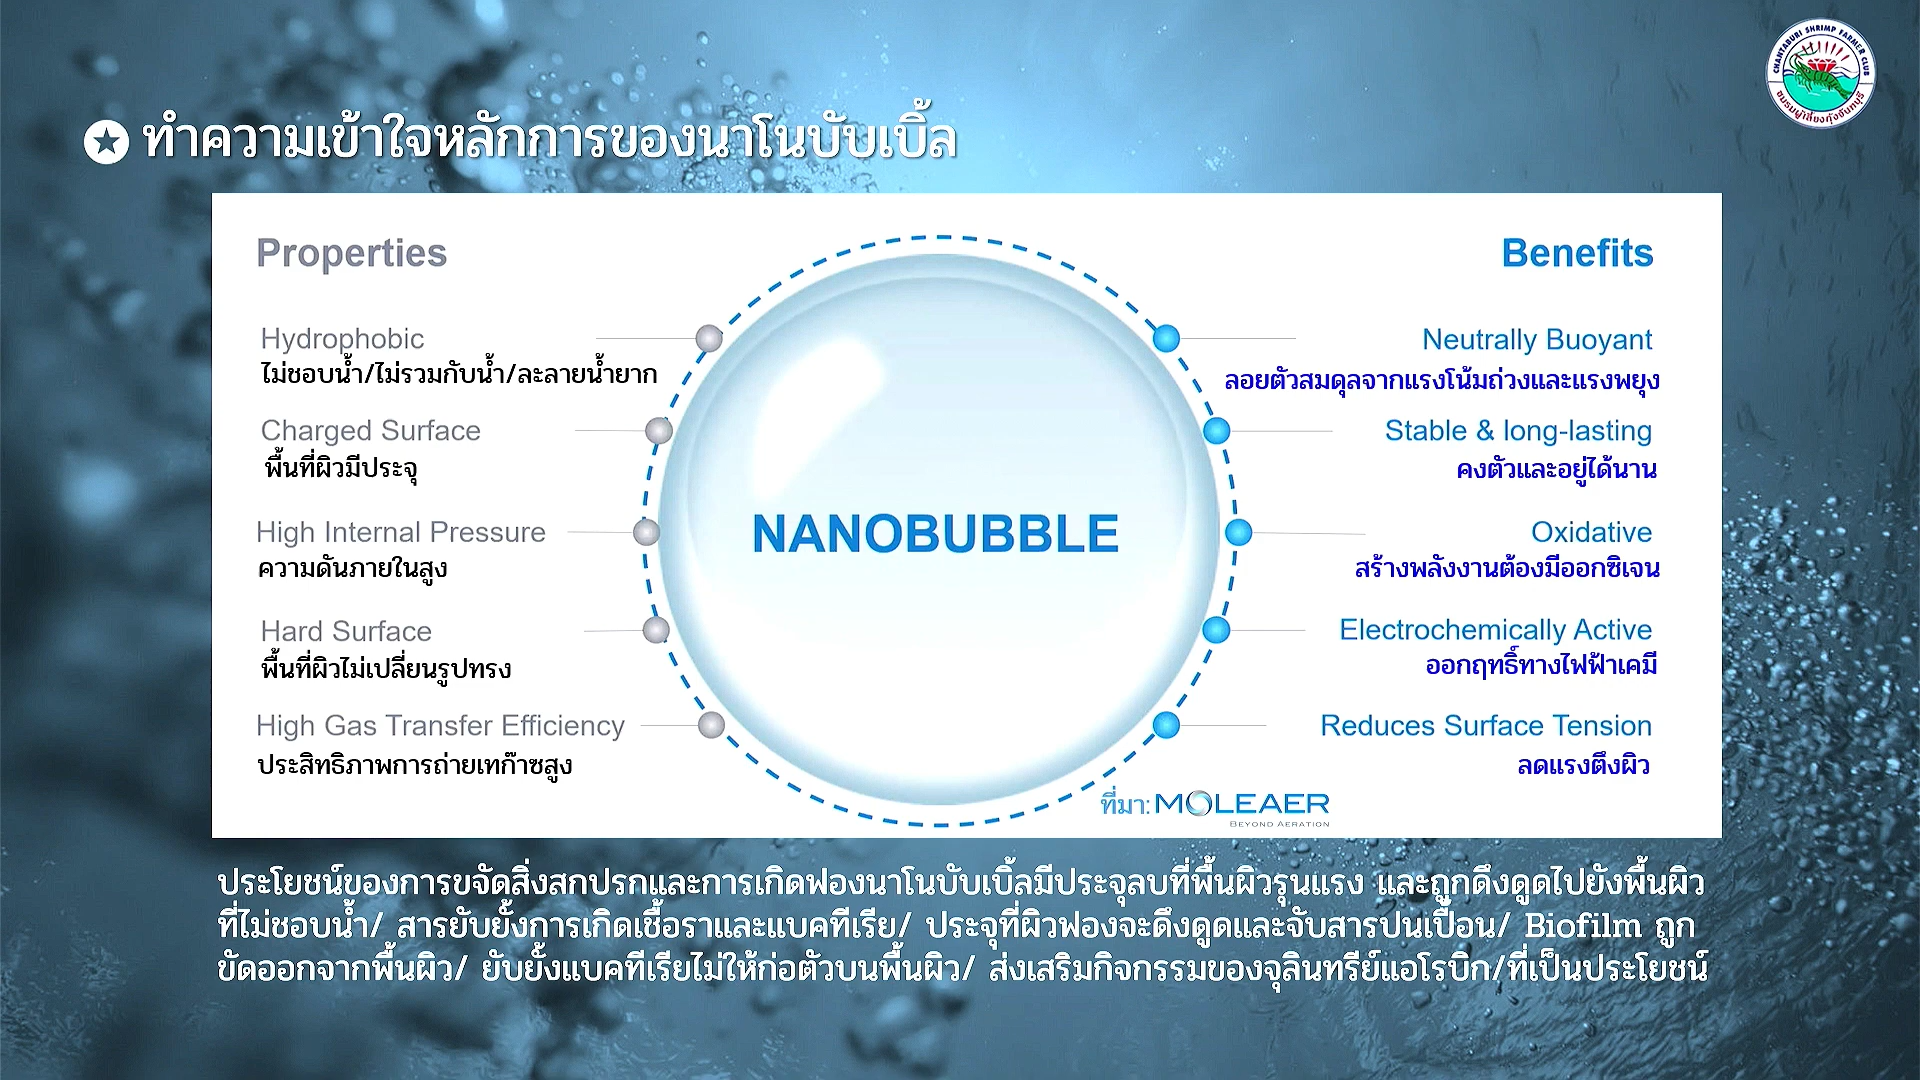 CHANTABURI SHRIMP FARMER CLUB
ชมรมผู้เลี้ยงกุ้งจันทบุรี
ทำความเข้าใจหลักการของนาโนบับเบิ้ล
Properties
Benefits
Hydrophobic
ไม่ชอบน้ำ/ไม่รวมกับน้ำ/ละลายน้ำยาก
Neutrally Buoyant
ลอยตัวสมดุลจากแรงโน้มถ่วงและแรงพยุง
Charged Surface
พื้นที่ผิวมีประจุ
Stable & long-lasting
คงตัวและอยู่ได้นาน
High Internal Pressure
ความดันภายในสูง
NANOBUBBLE
Oxidative
สร้างพลังงานต้องมีออกซิเจน
Hard Surface
พื้นที่ผิวไม่เปลี่ยนรูปทรง
Electrochemically Active
ออกฤทธิ์ทางไฟฟ้าเคมี
High Gas Transfer Efficiency
ประสิทธิภาพการถ่ายเทก๊าซสูง
Reduces Surface Tension
ลดแรงตึงผิว
ที่มา: MOLEAER
BEYOND AERATION
ประโยชน์ของการขจัดสิ่งสกปรกและการเกิดฟองนาโนบับเบิ้ลมีประจุลบที่พื้นผิวรุนแรง และถูกดึงดูดไปยังพื้นผิว
ที่ไม่ชอบน้ำ/ สารยับยั้งการเกิดเชื้อราและแบคทีเรีย/ ประจุที่ผิวฟองจะดึงดูดและจับสารปนเปื้อน/ Biofilm ถูก
ขัดออกจากพื้นผิว/ ยับยั้งแบคทีเรียไม่ให้ก่อตัวบนพื้นผิว/ ส่งเสริมกิจกรรมของจุลินทรีย์แอโรบิก/ที่เป็นประโยชน์